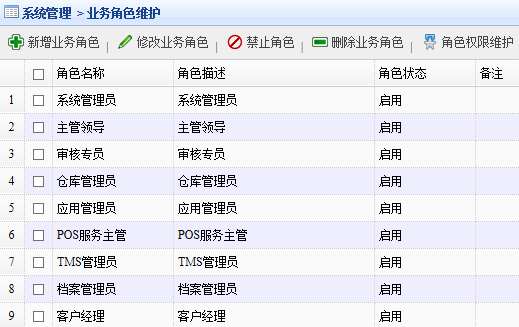 系统管理 > 业务角色维护
新增业务角色 修改业务角色 禁止角色 删除业务角色 角色权限维护
角色名称 角色描述 角色状态 备注
1 系统管理员 系统管理员 启用
2 主管领导 主管领导 启用
3 审核专员 审核专员 启用
4 仓库管理员 仓库管理员 启用
5 应用管理员 应用管理员 启用
6 POS服务主管 POS服务主管 启用
7 TMS管理员 TMS管理员 启用
8 档案管理员 档案管理员 启用
9 客户经理 客户经理 启用